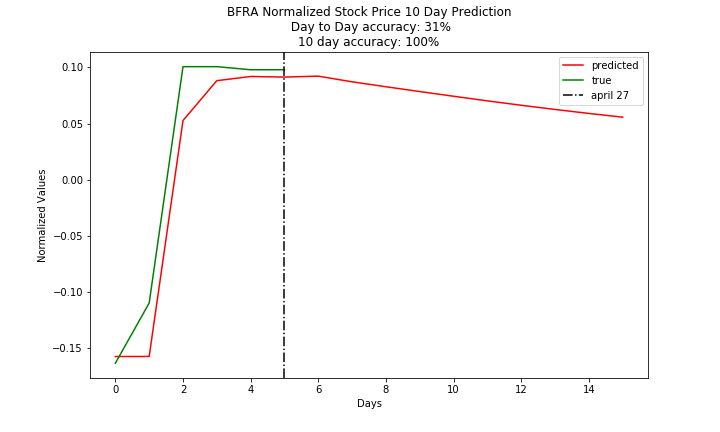 BFRA Normalized Stock Price 10 Day Prediction
Day to Day accuracy: 31%
10 day accuracy: 100%
predicted
true
april 27
0.10
0.05
0.00
−0.05
−0.10
−0.15
Normalized Values
0 2 4 6 8 10 12 14
Days